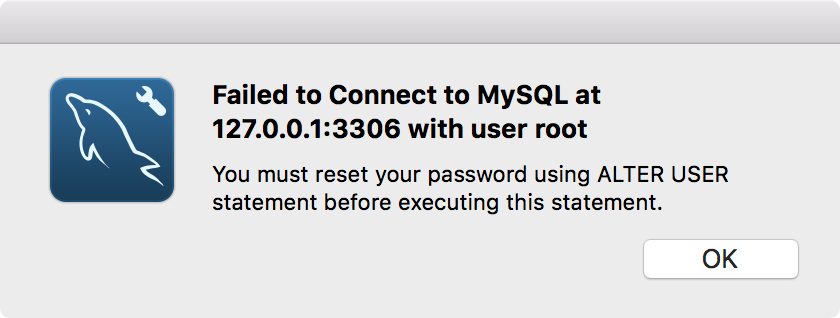 Failed to Connect to MySQL at
127.0.0.1:3306 with user root
You must reset your password using ALTER USER
statement before executing this statement.
OK